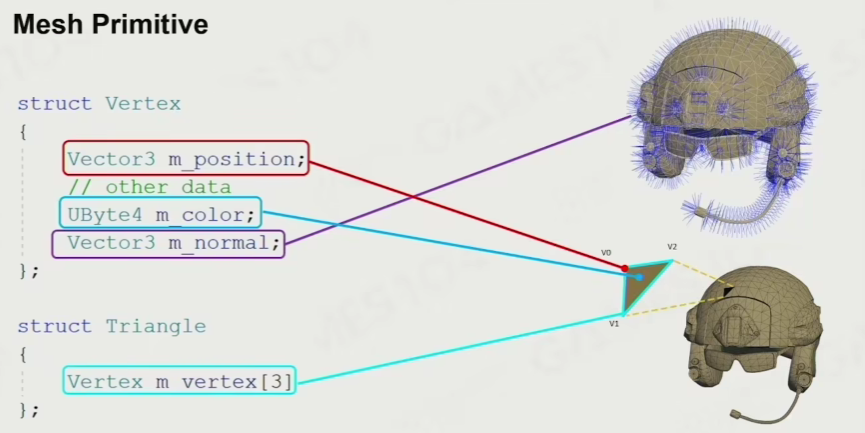 Mesh Primitive
struct Vertex
{
Vector3 m_position;
// other data
UByte4 m_color;
Vector3 m_normal;
};
struct Triangle
{
Vertex m_vertex[3]
};
V0
V2
V1